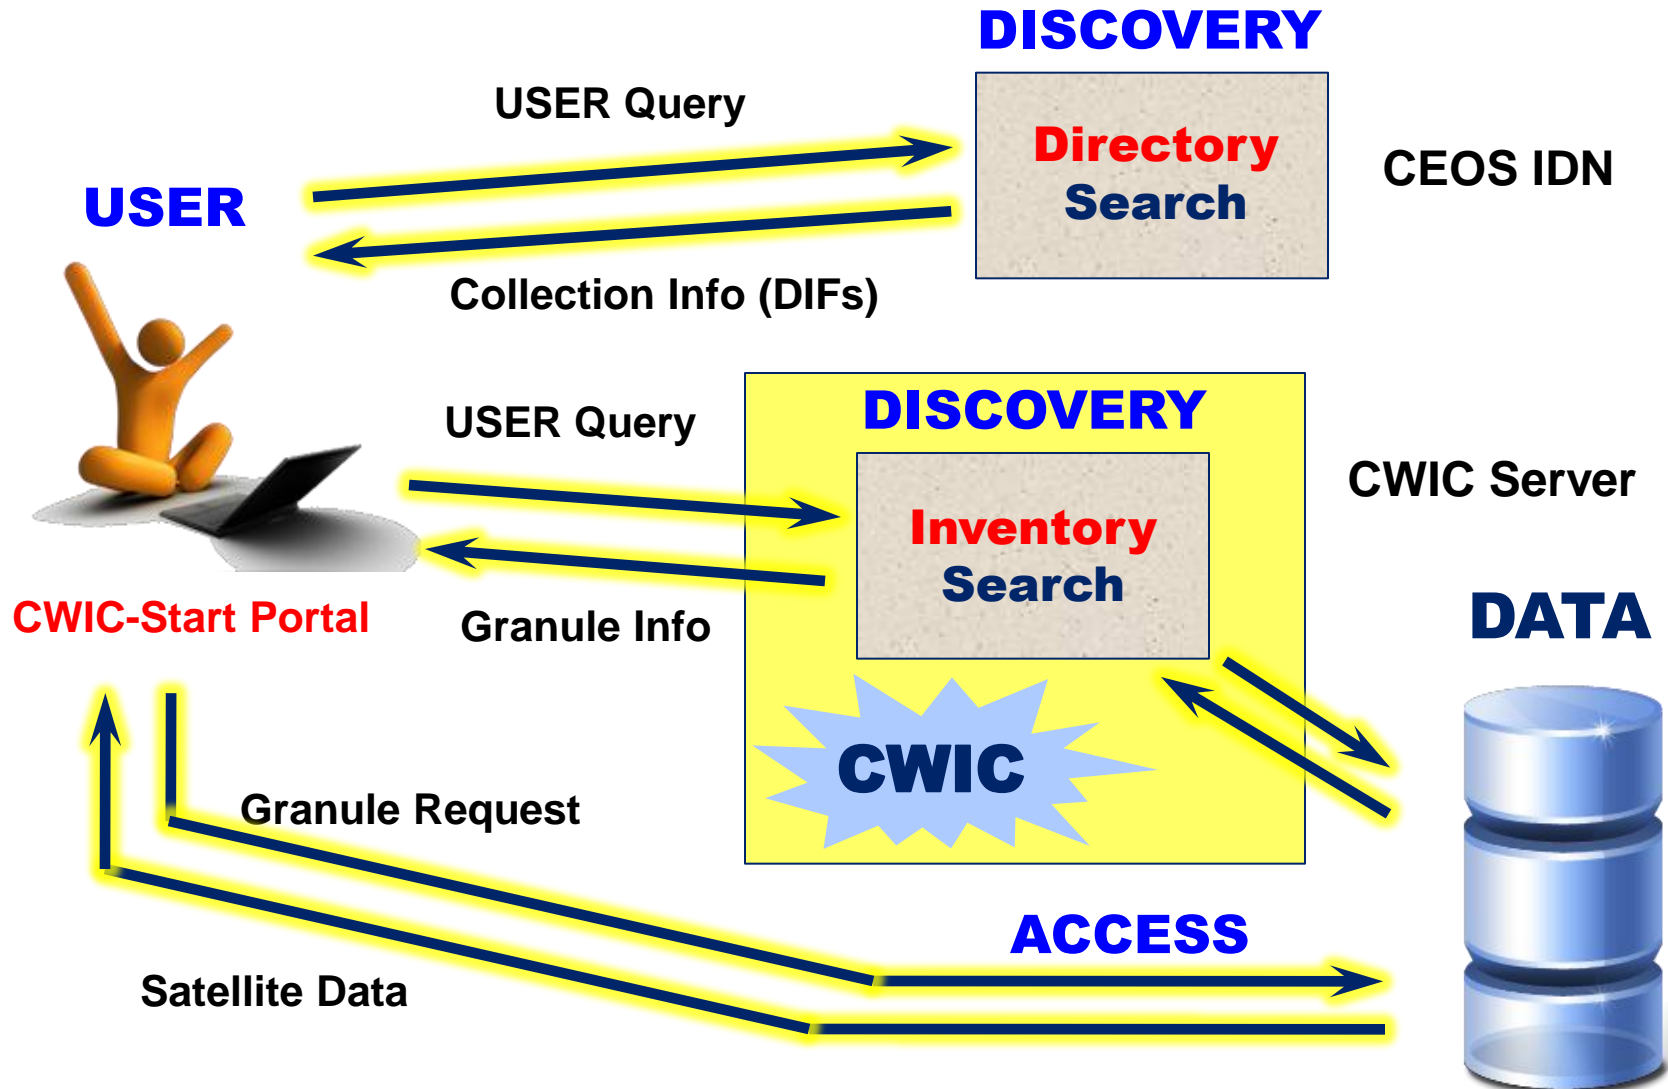 DISCOVERY
USER Query
Directory
Search
CEOS IDN
USER
Collection Info (DIFs)
DISCOVERY
USER Query
CWIC Server
Inventory
Search
CWIC-Start Portal
Granule Info
DATA
CWIC
Granule Request
ACCESS
Satellite Data